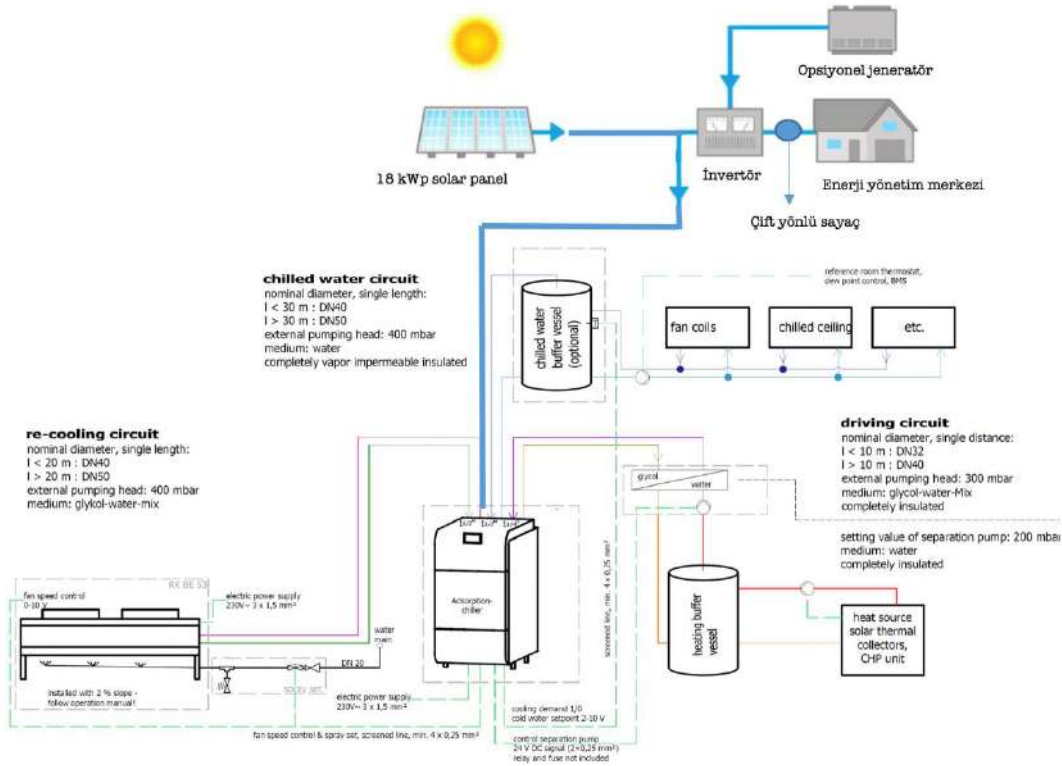 Opsiyonel jeneratör
18 kWp solar panel
İnvertör
Enerji yönetim merkezi
Çift yönlü sayaç
chilled water circuit
nominal diameter, single length:
l < 30 m : DN40
l > 30 m : DN50
external pumping head: 400 mbar
medium: water
completely vapor impermeable insulated
chilled water
buffer vessel
(optional)
reference room thermostat,
dew point control, BMS
fan coils
chilled ceiling
etc.
re-cooling circuit
nominal diameter, single length:
l < 20 m : DN40
l > 20 m : DN50
external pumping head: 400 mbar
medium: glykol-water-mix
driving circuit
nominal diameter, single distance:
l < 10 m : DN32
l > 10 m : DN40
external pumping head: 300 mbar
medium: glycol-water-Mix
completely insulated
setting value of separation pump: 200 mbar
medium: water
completely insulated
glycol
water
Adsorption-
chiller
screened line, min. 4 x 0,25 mm²
heating buffer
vessel
heat source
solar thermal
collectors,
CHP unit
fan speed control
0-10 V
electric power supply
230V~ 3 x 1,5 mm²
water
main
DN 20
spray set
installed with 2 % slope -
follow operation manual!
electric power supply
230V~ 3 x 1,5 mm²
fan speed control & spray set, screened line, min. 4 x 0,25 mm²
cooling demand 1/0
cold water setpoint 2-10 V
control separation pump
24 V DC signal (2×0,25 mm²)
relay and fuse not included